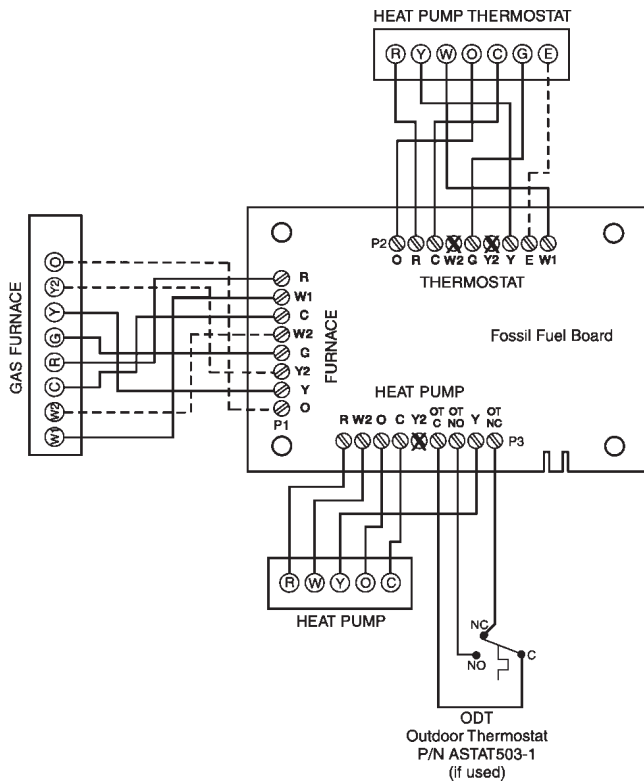 HEAT PUMP THERMOSTAT
R Y W O C G E
P2 O R C W2 G Y2 Y E W1
THERMOSTAT
GAS FURNACE
O
Y2
Y
G
R
C
W2
W1
R
W1
C
W2
G
Y2
Y
O
P1
FURNACE
Fossil Fuel Board
HEAT PUMP
R W2 O C Y2 OT C OT NO Y OT NC
P3
R W Y O C
HEAT PUMP
NC
NO
C
ODT
Outdoor Thermostat
P/N ASTAT503-1
(if used)